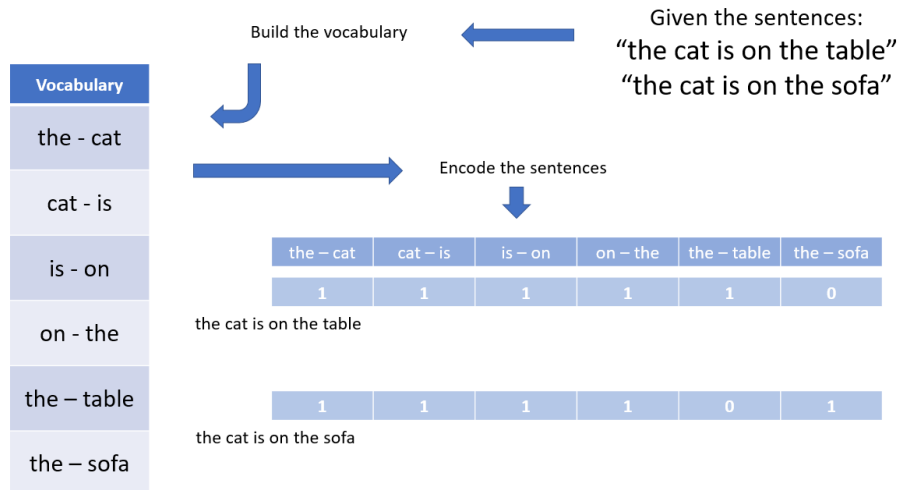 Given the sentences:
“the cat is on the table”
“the cat is on the sofa”
Build the vocabulary
Vocabulary
the - cat
cat - is
is - on
on - the
the – table
the – sofa
Encode the sentences
the – cat cat – is is – on on – the the – table the – sofa
1 1 1 1 1 0
the cat is on the table
1 1 1 1 0 1
the cat is on the sofa